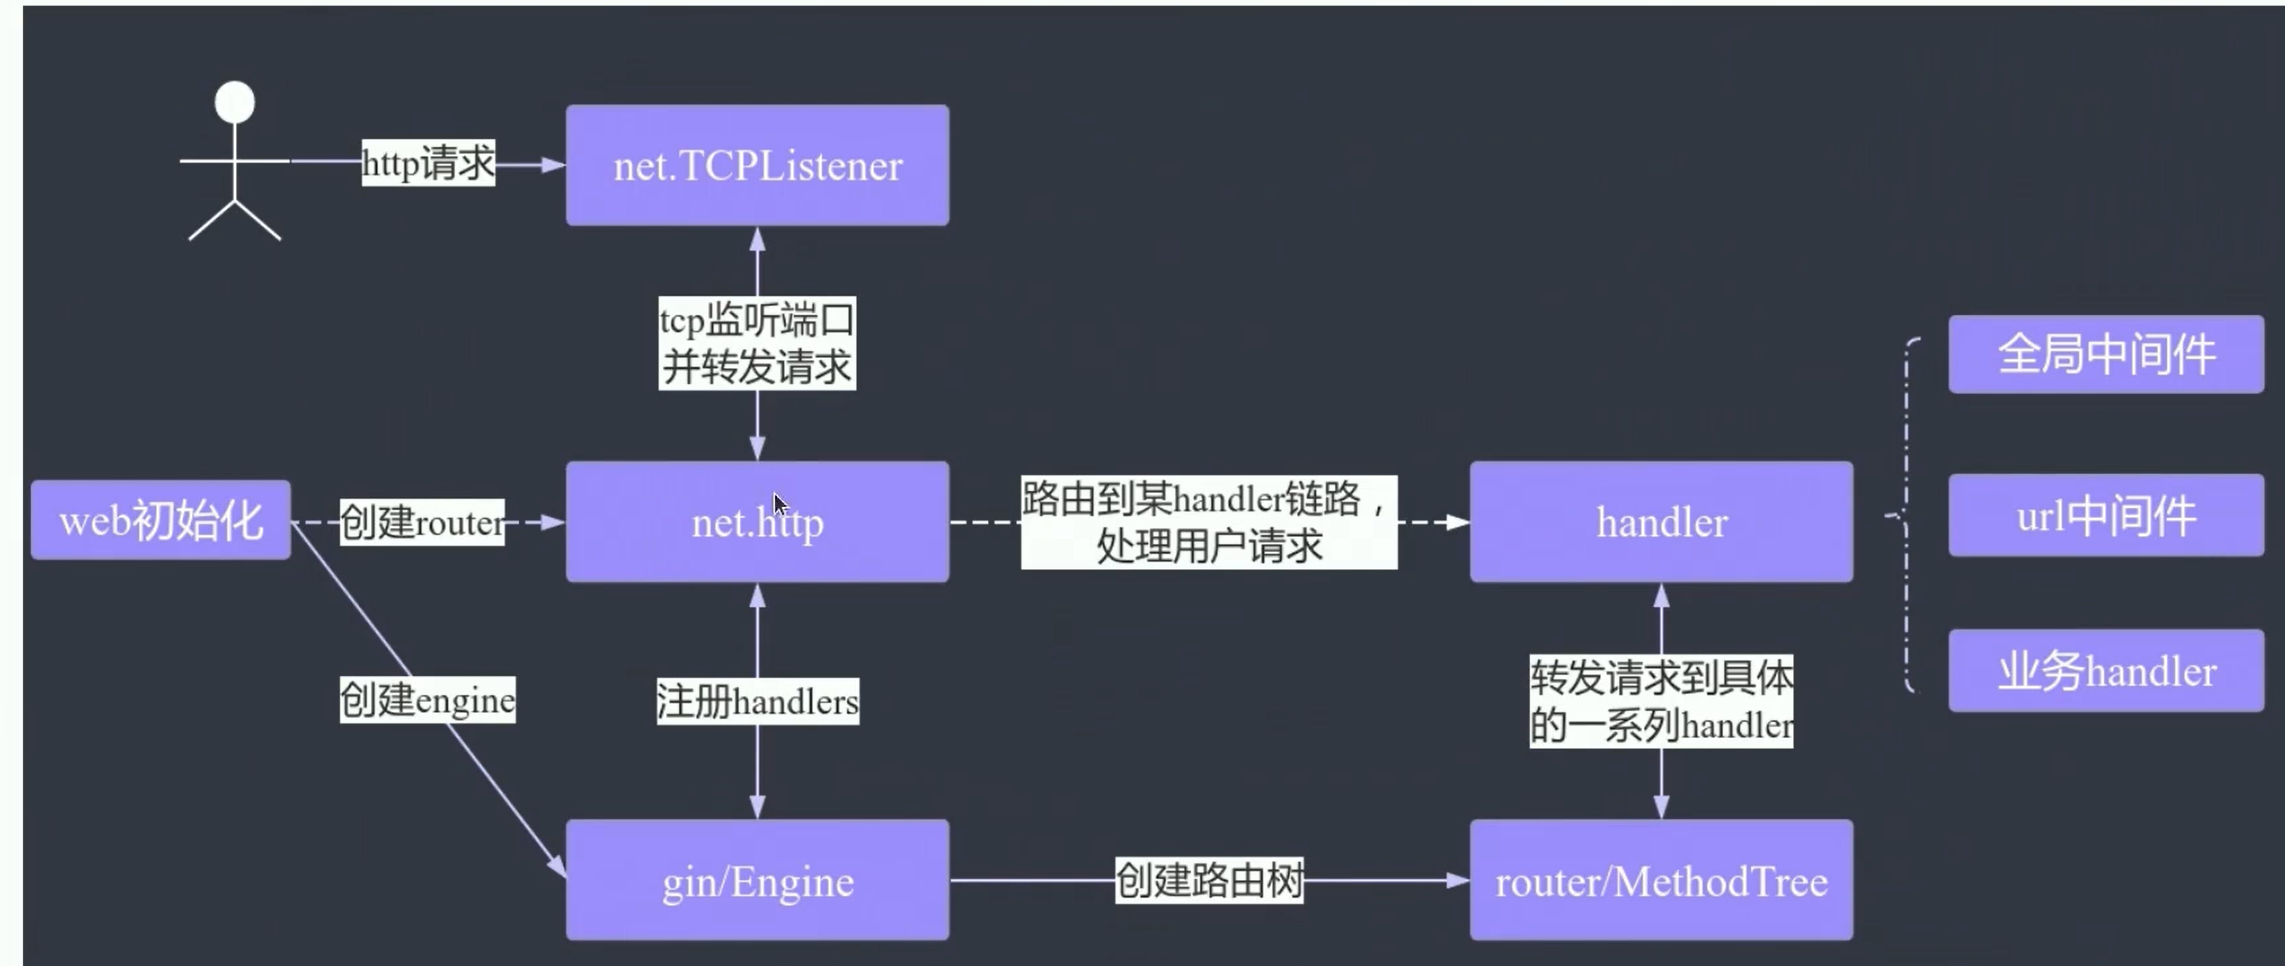 http请求
net.TCPListener
tcp监听端口
并转发请求
全局中间件
web初始化
创建router
net.http
路由到某handler链路，
处理用户请求
handler
url中间件
创建engine
注册handlers
转发请求到具体
的一系列handler
业务handler
gin/Engine
创建路由树
router/MethodTree